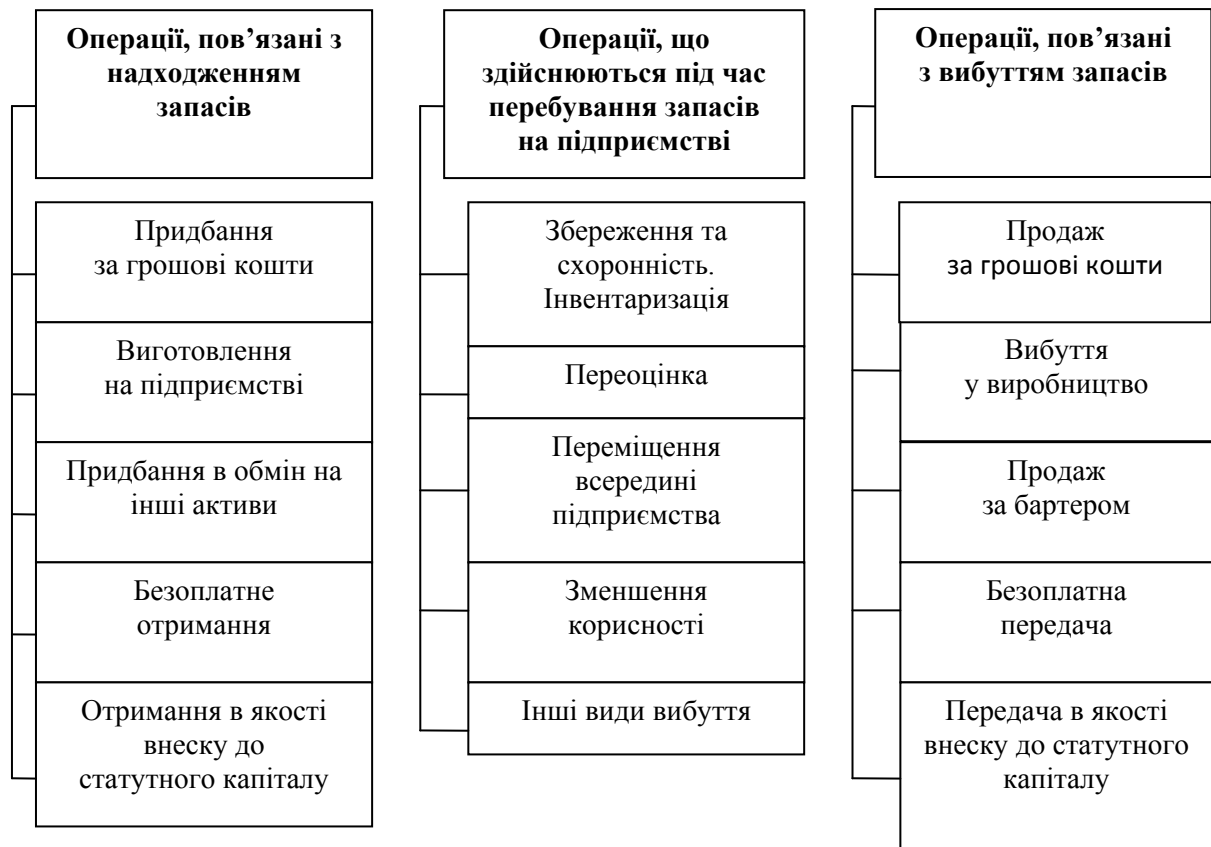 Операції, пов’язані з
надходженням
запасів
Придбання
за грошові кошти
Виготовлення
на підприємстві
Придбання в обмін на
інші активи
Безоплатне
отримання
Отримання в якості
внеску до
статутного капіталу
Операції, що
здійснюються під час
перебування запасів
на підприємстві
Збереження та
схоронність.
Інвентаризація
Переоцінка
Переміщення
всередині
підприємства
Зменшення
корисності
Інші види вибуття
Операції, пов’язані
з вибуттям запасів
Продаж
за грошові кошти
Вибуття
у виробництво
Продаж
за бартером
Безоплатна
передача
Передача в якості
внеску до статутного
капіталу